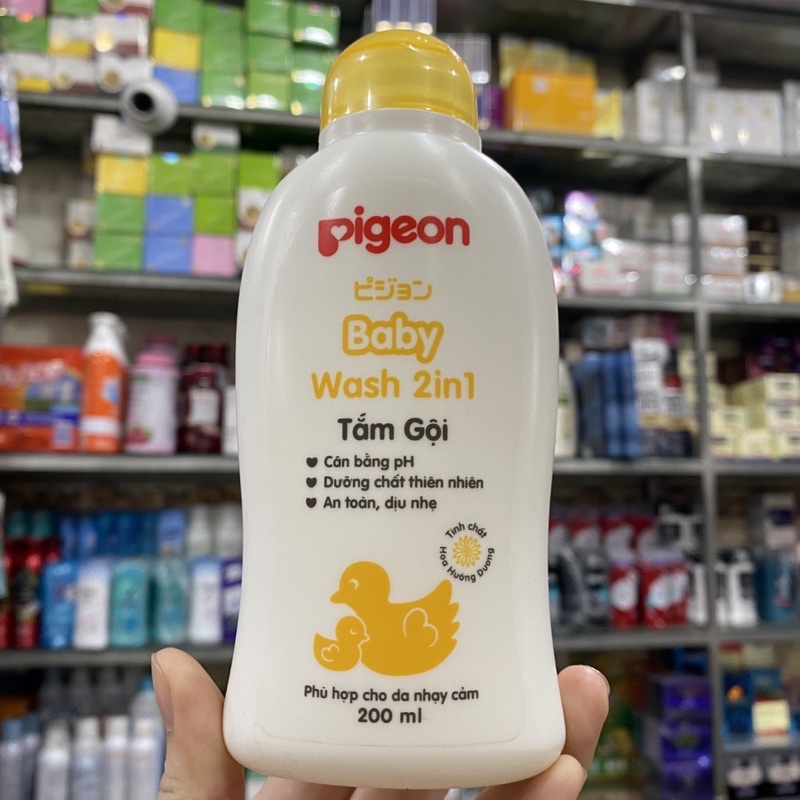 pigeon
ピジョン
Baby
Wash 2in1
Tắm Gội
Cân bằng pH
Dưỡng chất thiên nhiên
An toàn, dịu nhẹ
Tinh chất
Hoa Hướng Dương
Phù hợp cho da nhạy cảm
200 ml